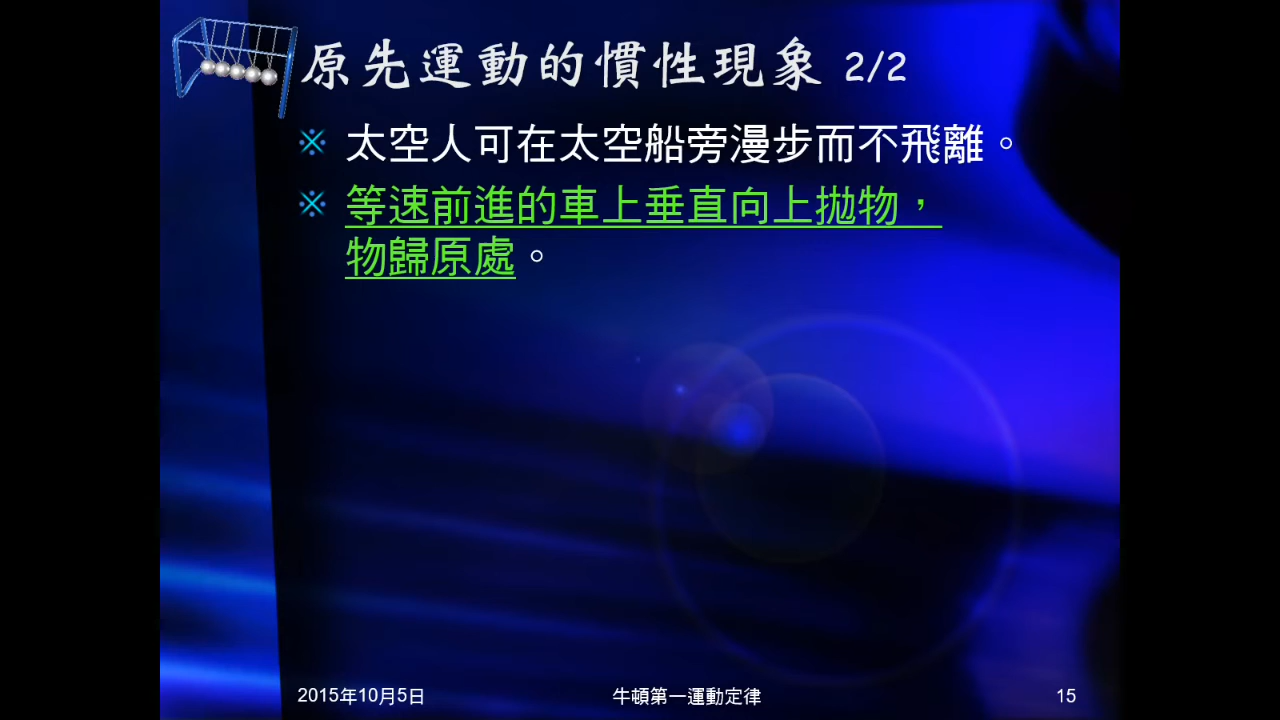 原先運動的慣性現象 2/2
※ 太空人可在太空船旁漫步而不飛離。
※ 等速前進的車上垂直向上拋物，
物歸原處。
2015年10月5日 牛頓第一運動定律 15